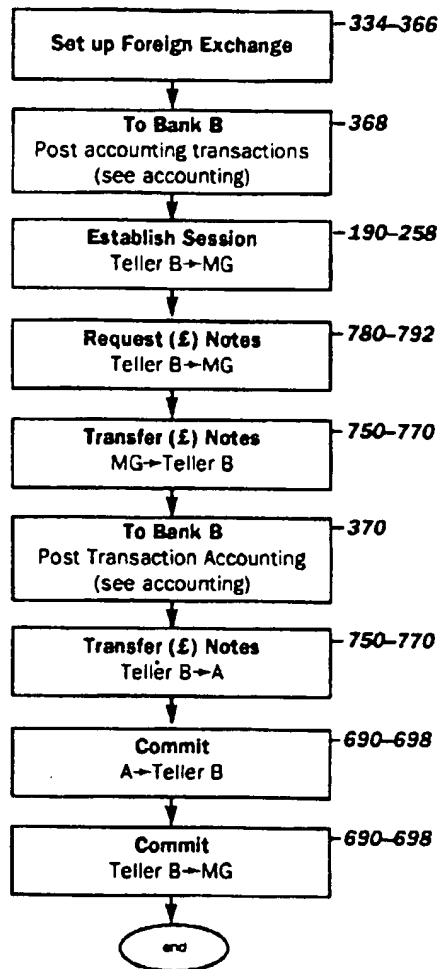 Set up Foreign Exchange
334–366
To Bank B
Post accounting transactions
(see accounting)
368
Establish Session
Teller B→MG
190–258
Request (£) Notes
Teller B→MG
780–792
Transfer (£) Notes
MG→Teller B
750–770
To Bank B
Post Transaction Accounting
(see accounting)
370
Transfer (£) Notes
Teller B→A
750–770
Commit
A→Teller B
690–698
Commit
Teller B→MG
690–698
end